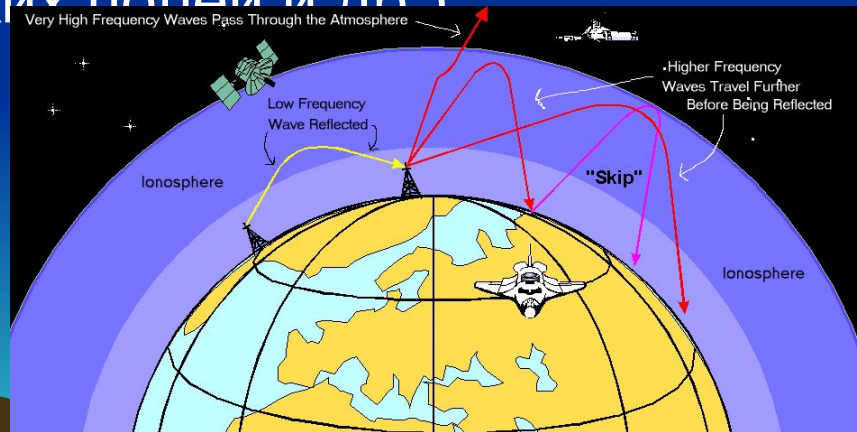 Very High Frequency Waves Pass Through the Atmosphere
Low Frequency
Wave Reflected
Higher Frequency
Waves Travel Further
Before Being Reflected
Ionosphere
"Skip"
Ionosphere